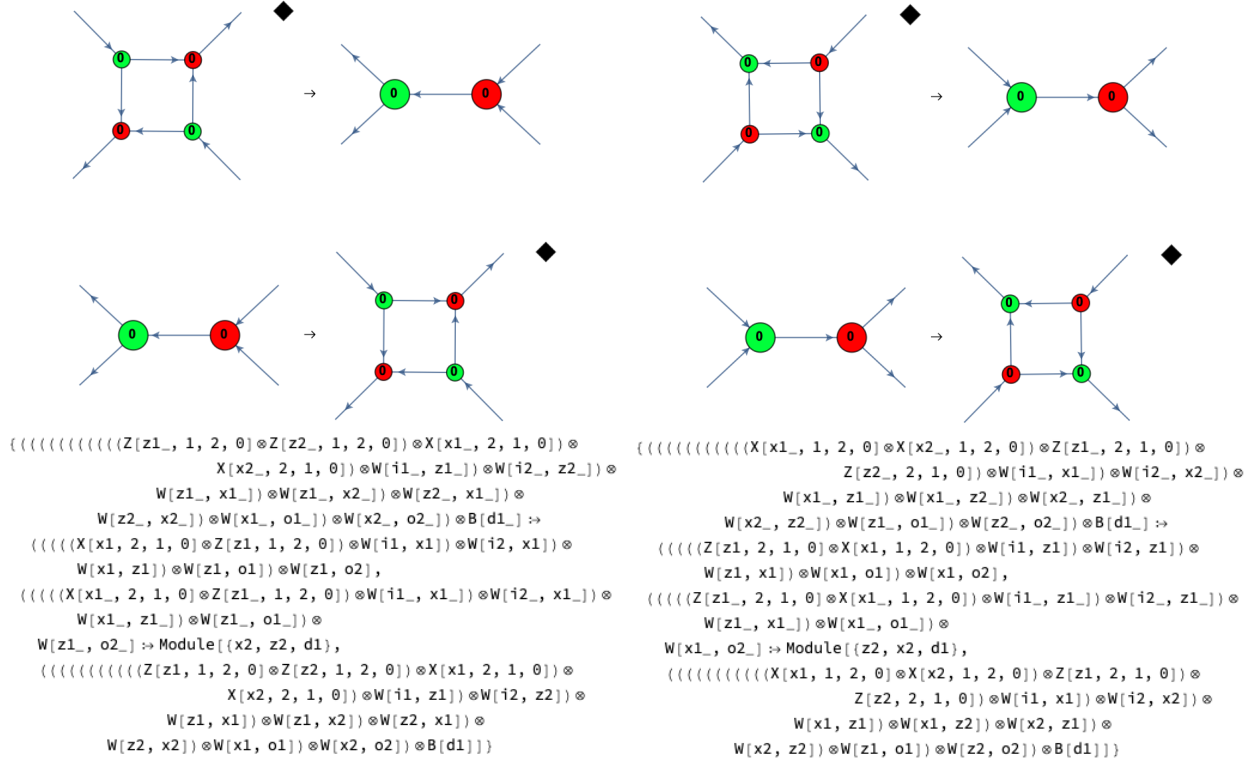 0 0
0 0
→
0 0
0 0
0 0
→
0 0
0 0
→
0 0
0 0
0 0
→
0 0
0 0
{((((((((((((Z[z1_, 1, 2, 0]⊗Z[z2_, 1, 2, 0])⊗X[x1_, 2, 1, 0])⊗
X[x2_, 2, 1, 0])⊗W[i1_, z1_])⊗W[i2_, z2_])⊗
W[z1_, x1_])⊗W[z1_, x2_])⊗W[z2_, x1_])⊗
W[z2_, x2_])⊗W[x1_, o1_])⊗W[x2_, o2_])⊗B[d1_] :→
(((((X[x1, 2, 1, 0]⊗Z[z1, 1, 2, 0])⊗W[i1, x1])⊗W[i2, x1])⊗
W[x1, z1])⊗W[z1, o1])⊗W[z1, o2],
(((((X[x1_, 2, 1, 0]⊗Z[z1_, 1, 2, 0])⊗W[i1_, x1_])⊗W[i2_, x1_])⊗
W[x1_, z1_])⊗W[z1_, o1_])⊗
W[z1_, o2_] :→ Module[{x2, z2, d1},
(((((((((((Z[z1, 1, 2, 0]⊗Z[z2, 1, 2, 0])⊗X[x1, 2, 1, 0])⊗
X[x2, 2, 1, 0])⊗W[i1, z1])⊗W[i2, z2])⊗
W[z1, x1])⊗W[z1, x2])⊗W[z2, x1])⊗
W[z2, x2])⊗W[x1, o1])⊗W[x2, o2])⊗B[d1]]}
{((((((((((((X[x1_, 1, 2, 0]⊗X[x2_, 1, 2, 0])⊗Z[z1_, 2, 1, 0])⊗
Z[z2_, 2, 1, 0])⊗W[i1_, x1_])⊗W[i2_, x2_])⊗
W[x1_, z1_])⊗W[x1_, z2_])⊗W[x2_, z1_])⊗
W[x2_, z2_])⊗W[z1_, o1_])⊗W[z2_, o2_])⊗B[d1_] :→
(((((Z[z1, 2, 1, 0]⊗X[x1, 1, 2, 0])⊗W[i1, z1])⊗W[i2, z1])⊗
W[z1, x1])⊗W[x1, o1])⊗W[x1, o2],
(((((Z[z1_, 2, 1, 0]⊗X[x1_, 1, 2, 0])⊗W[i1_, z1_])⊗W[i2_, z1_])⊗
W[z1_, x1_])⊗W[x1_, o1_])⊗
W[x1_, o2_] :→ Module[{z2, x2, d1},
(((((((((((X[x1, 1, 2, 0]⊗X[x2, 1, 2, 0])⊗Z[z1, 2, 1, 0])⊗
Z[z2, 2, 1, 0])⊗W[i1, x1])⊗W[i2, x2])⊗
W[x1, z1])⊗W[x1, z2])⊗W[x2, z1])⊗
W[x2, z2])⊗W[z1, o1])⊗W[z2, o2])⊗B[d1]]}